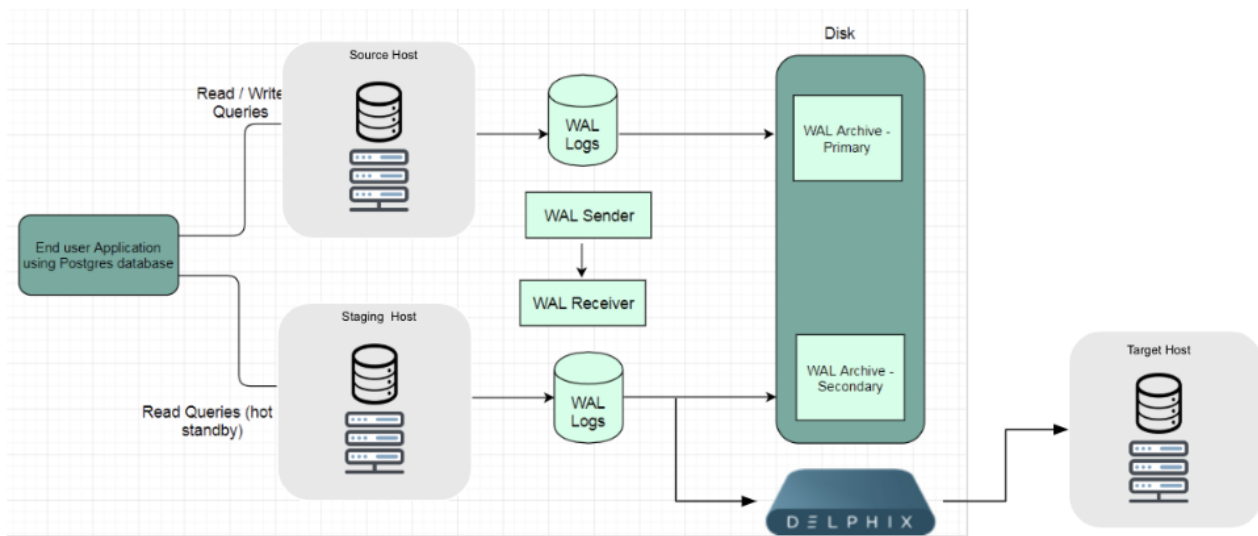 Disk
Source Host
Read / Write
Queries
WAL
Logs
WAL Archive -
Primary
WAL Sender
End user Application
using Postgres database
WAL Receiver
Staging Host
WAL Archive -
Secondary
Target Host
Read Queries (hot
standby)
WAL
Logs
DELPHIX